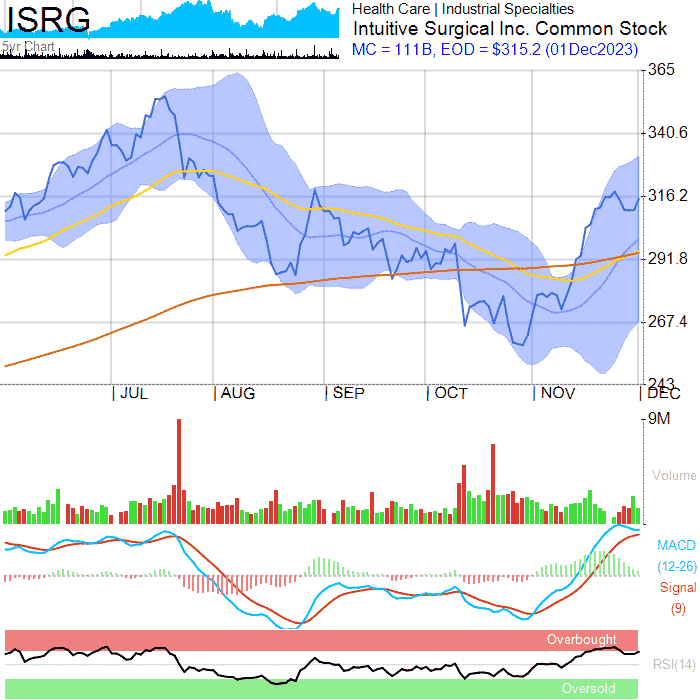 ISRG
5yr Chart
Health Care | Industrial Specialties
Intuitive Surgical Inc. Common Stock
MC = 111B, EOD = $315.2 (01Dec2023)
365
340.6
316.2
291.8
267.4
243
| JUL | AUG | SEP | OCT | NOV | DEC
9M
Volume
MACD
(12-26)
Signal
(9)
Overbought
RSI(14)
Oversold